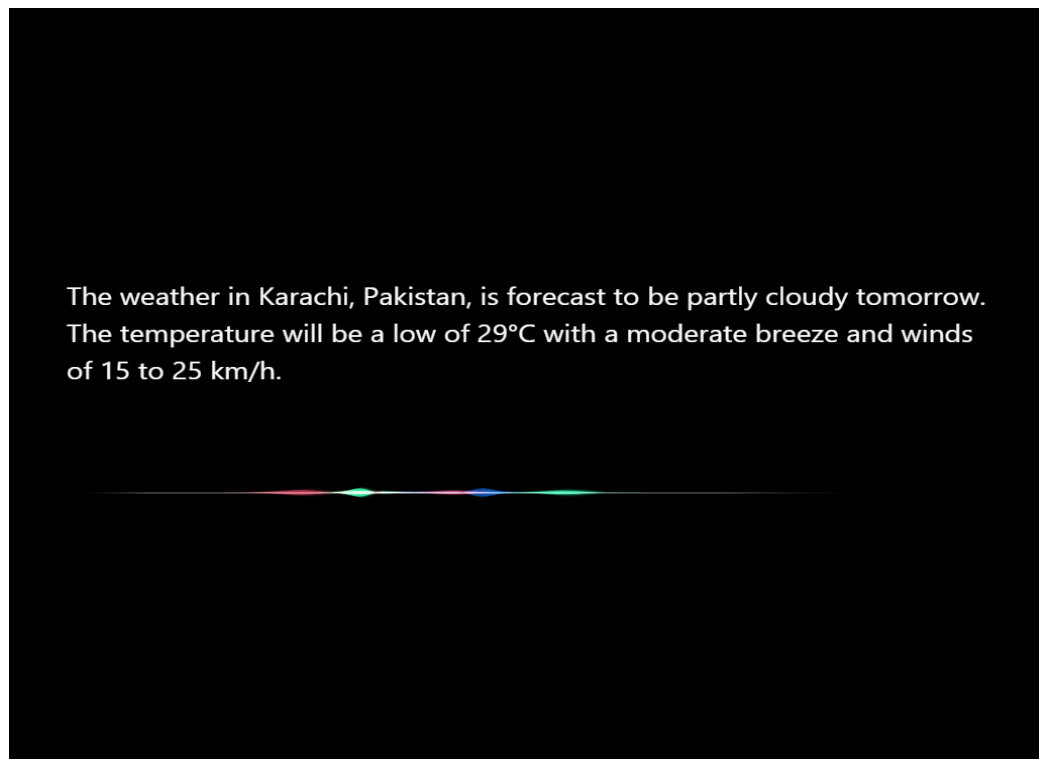 The weather in Karachi, Pakistan, is forecast to be partly cloudy tomorrow.
The temperature will be a low of 29°C with a moderate breeze and winds
of 15 to 25 km/h.